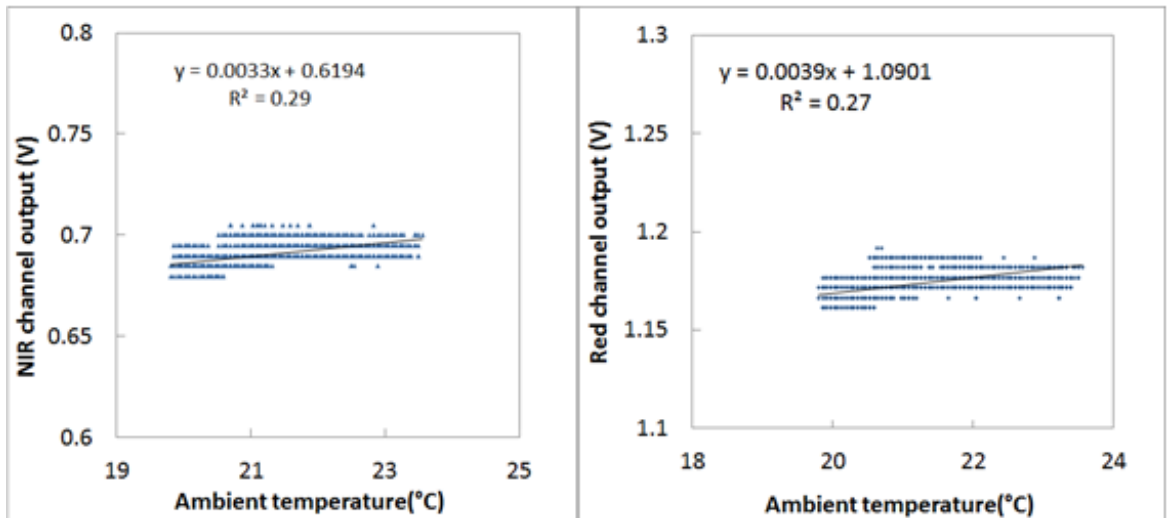 y = 0.0033x + 0.6194
R² = 0.29
NIR channel output (V)
0.8
0.75
0.7
0.65
0.6
19
21
23
25
Ambient temperature(°C)
y = 0.0039x + 1.0901
R² = 0.27
Red channel output (V)
1.3
1.25
1.2
1.15
1.1
18
20
22
24
Ambient temperature(°C)